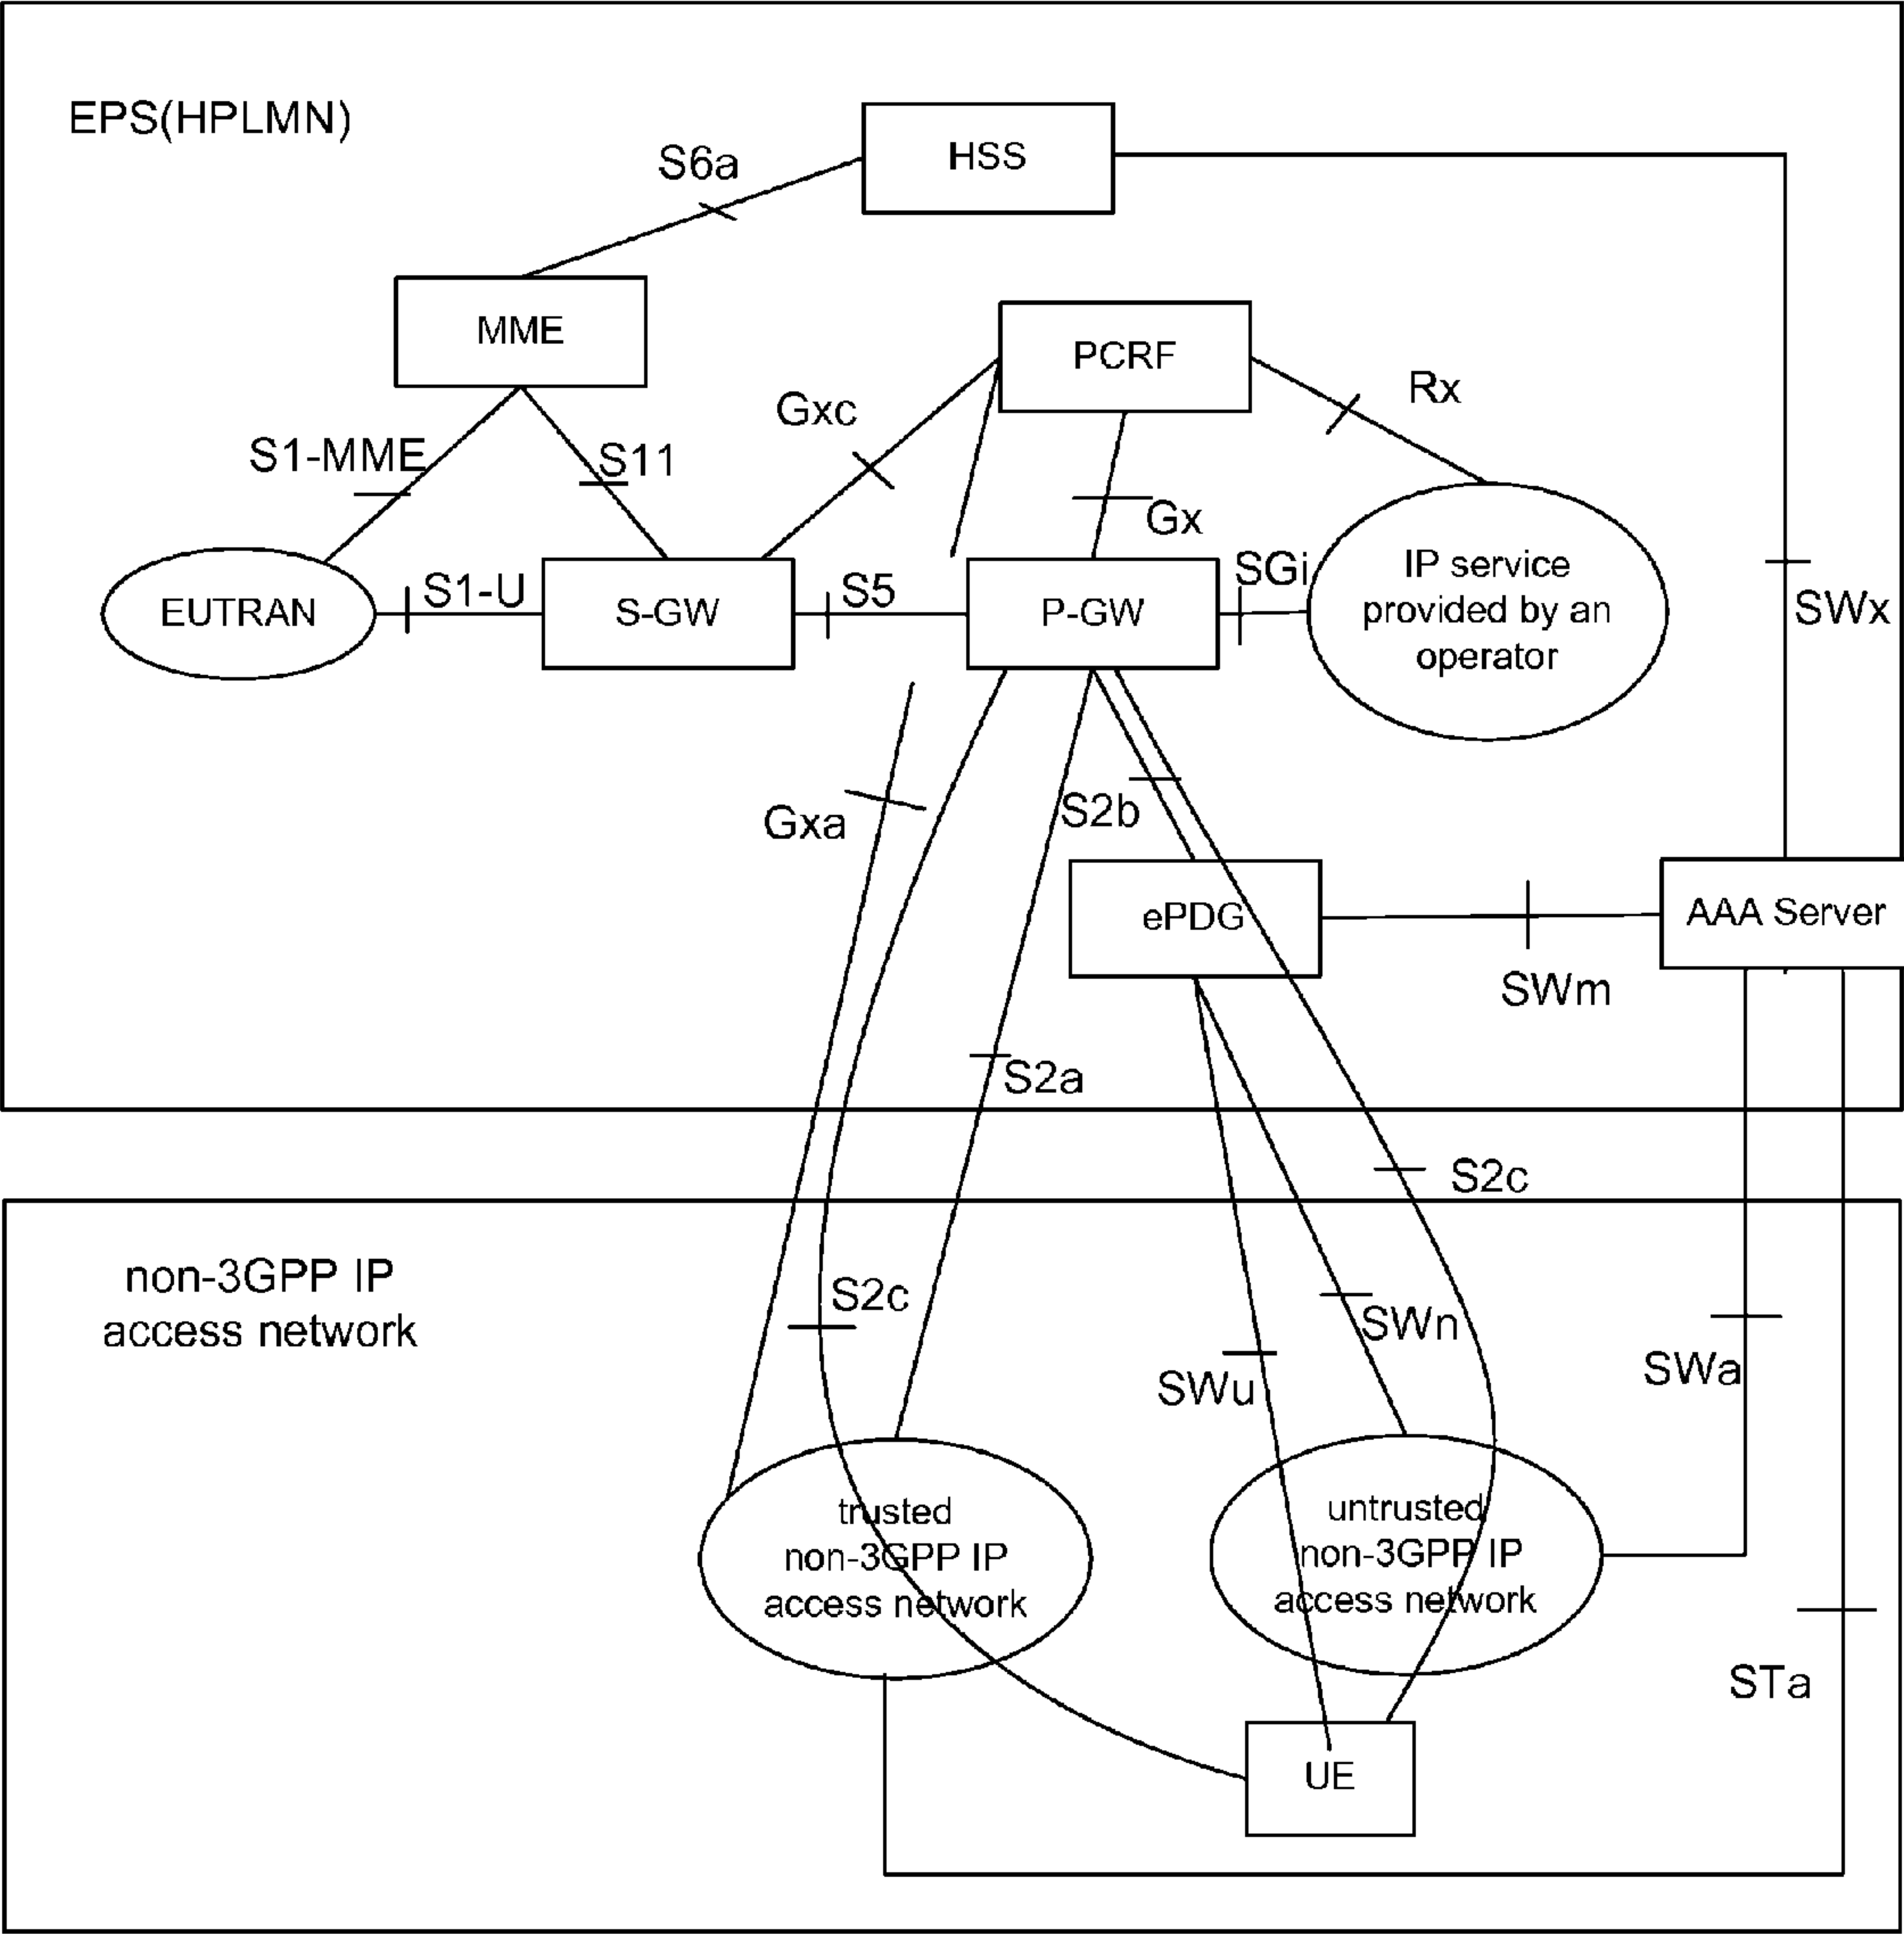 EPS(HPLMN)
S6a
HSS
MME
PCRF
Rx
Gxc
S1-MME
S11
Gx
SGi
IP service
provided by an
operator
EUTRAN
S1-U
S-GW
S5
P-GW
SWx
Gxa
S2b
ePDG
AAA Server
SWm
S2a
S2c
non-3GPP IP
access network
S2c
SWn
SWu
SWa
trusted
non-3GPP IP
access network
untrusted
non-3GPP IP
access network
STa
UE